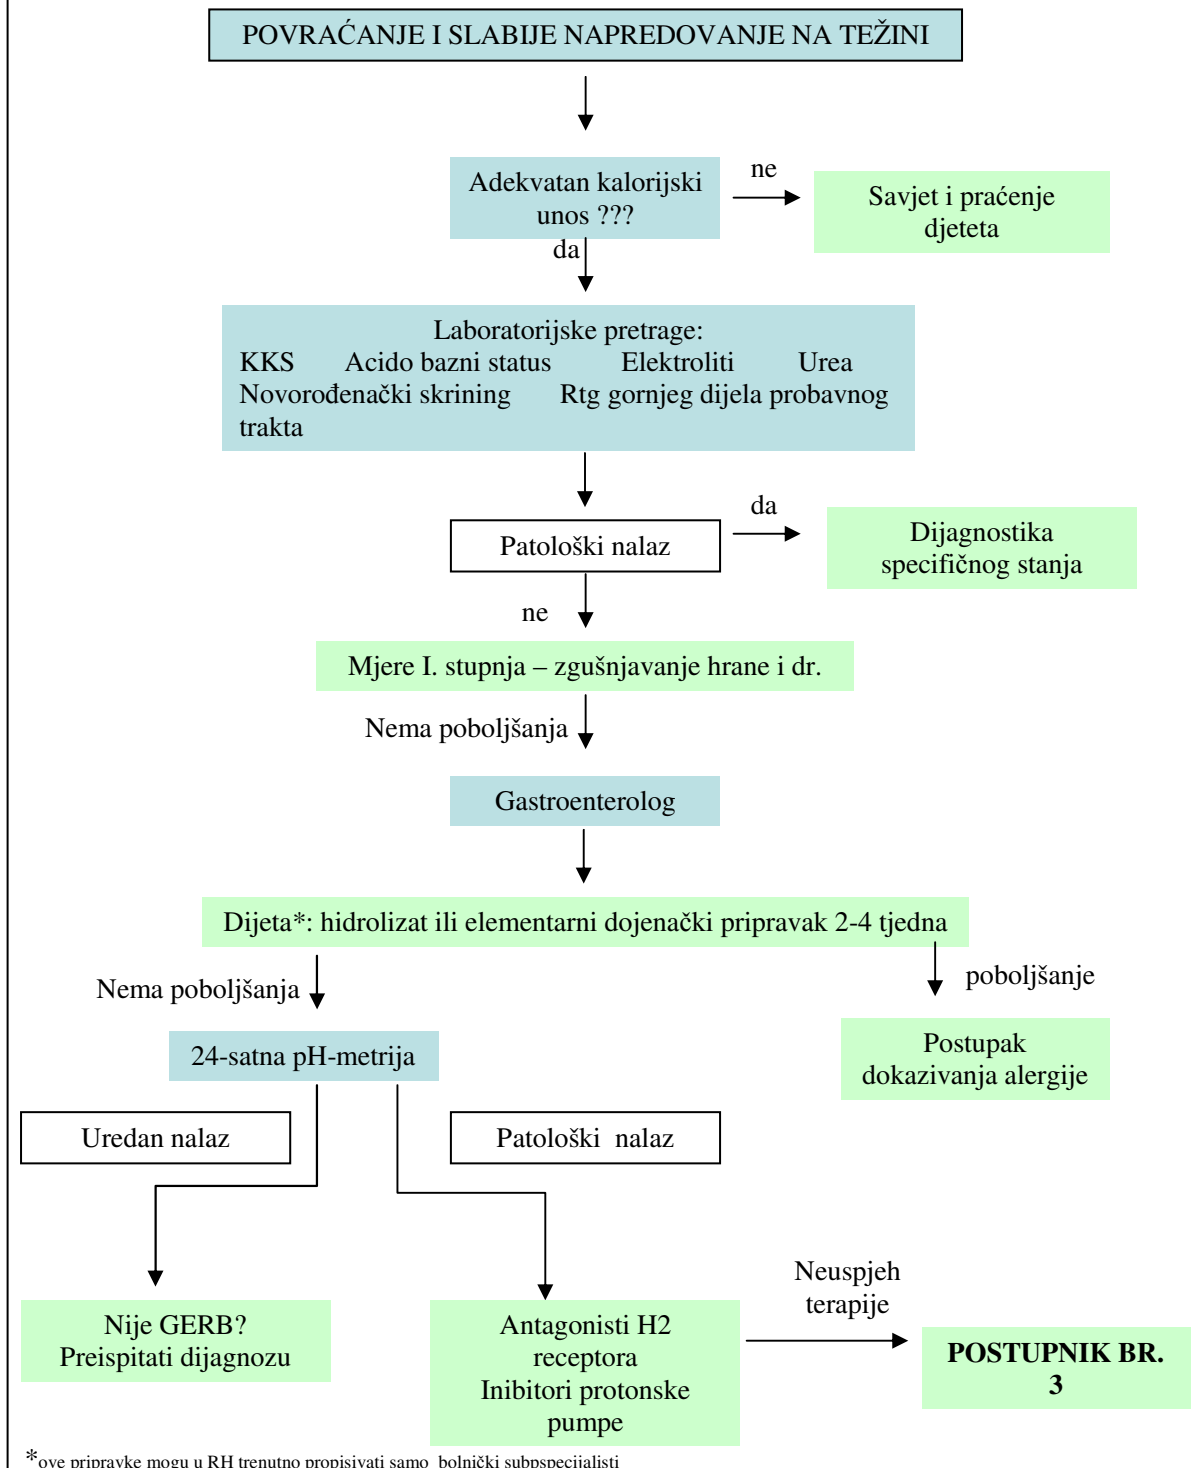 POVRAĆANJE I SLABIJE NAPREDOVANJE NA TEŽINI
Adekvatan kalorijski
unos ???
ne
Savjet i praćenje
djeteta
da
Laboratorijske pretrage:
KKS Acido bazni status Elektroliti Urea
Novorođenački skrining Rtg gornjeg dijela probavnog
trakta
Patološki nalaz
da
Dijagnostika
specifičnog stanja
ne
Mjere I. stupnja – zgušnjavanje hrane i dr.
Nema poboljšanja
Gastroenterolog
Dijeta*: hidrolizat ili elementarni dojenački pripravak 2-4 tjedna
Nema poboljšanja
poboljšanje
24-satna pH-metrija
Postupak
dokazivanja alergije
Uredan nalaz
Patološki nalaz
Nije GERB?
Preispitati dijagnozu
Antagonisti H2
receptora
Inibitori protonske
pumpe
Neuspjeh
terapije
POSTUPNIK BR.
3
*ove pripravke mogu u RH trenutno propisivati samo bolnički subpspecijalisti